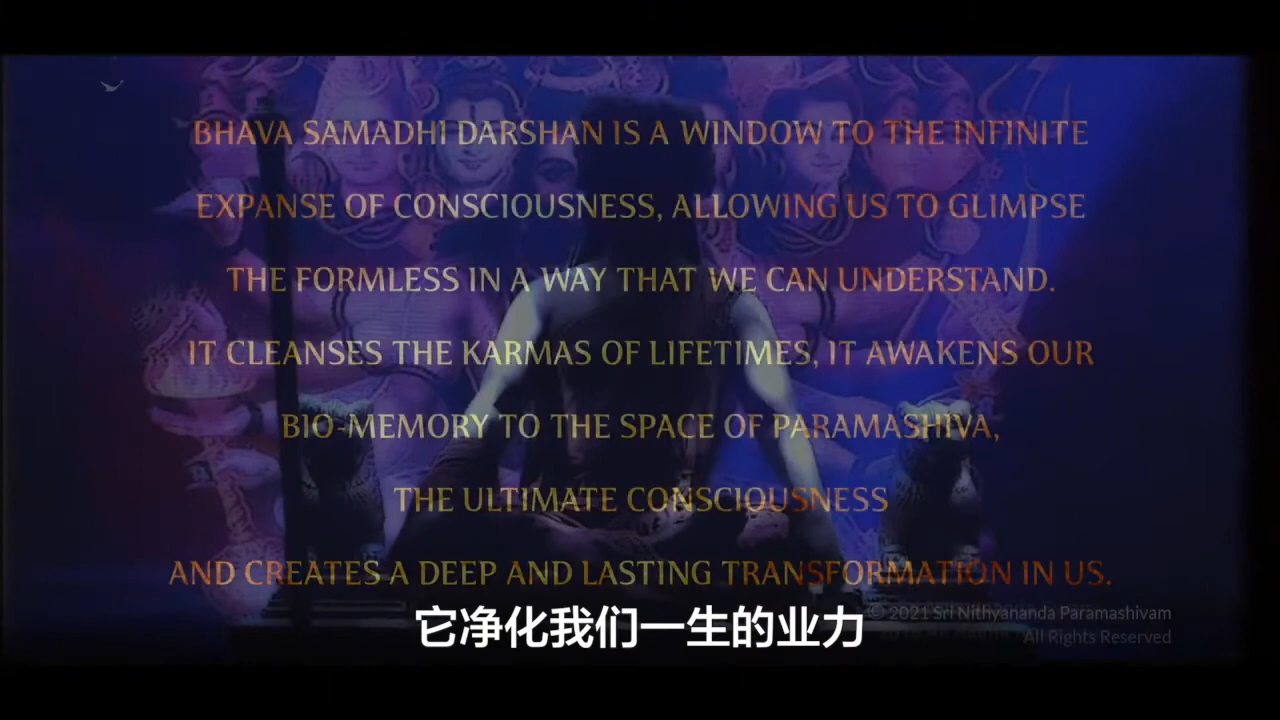 BHAVA SAMADHI DARSHAN IS A WINDOW TO THE INFINITE
EXPANSE OF CONSCIOUSNESS, ALLOWING US TO GLIMPSE
THE FORMLESS IN A WAY THAT WE CAN UNDERSTAND.
IT CLEANSES THE KARMAS OF LIFETIMES, IT AWAKENS OUR
BIO-MEMORY TO THE SPACE OF PARAMASHIVA,
THE ULTIMATE CONSCIOUSNESS
AND CREATES A DEEP AND LASTING TRANSFORMATION IN US.
© 2021 Sri Nithyananda Paramashivam
All Rights Reserved
它净化我们一生的业力